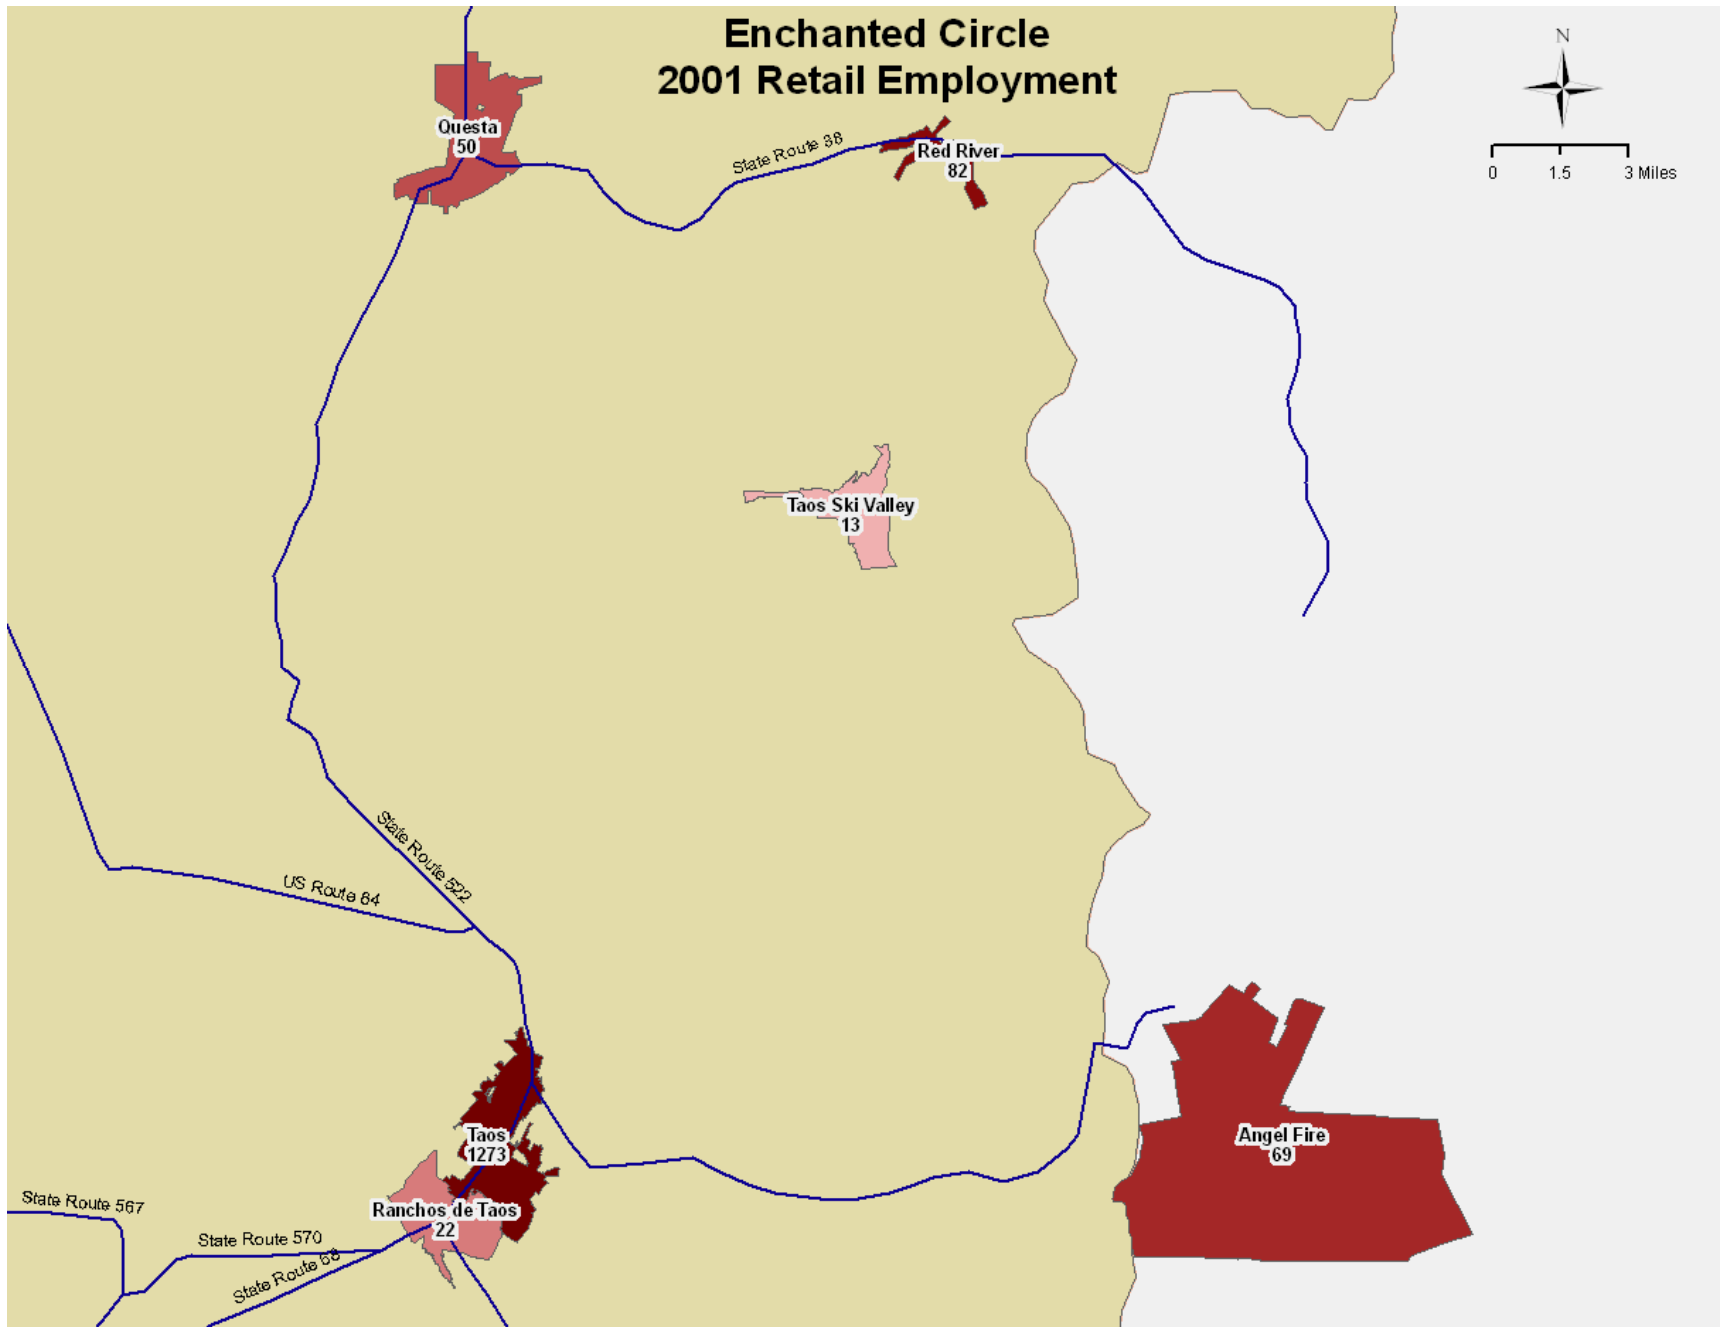 Enchanted Circle
2001 Retail Employment
N
0 1.5 3 Miles
Questa
50
State Route 38
Red River
82
Taos Ski Valley
13
State Route 522
US Route 64
Taos
1273
Angel Fire
69
Ranchos de Taos
22
State Route 567
State Route 570
State Route 68